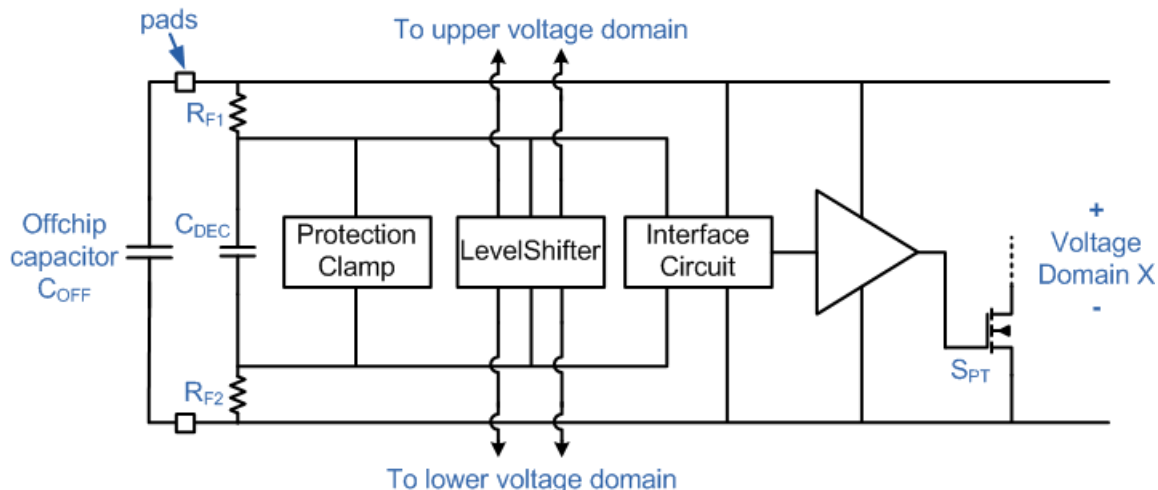 pads
To upper voltage domain
RF1
Offchip
capacitor
COFF
CDEC
Protection
Clamp
LevelShifter
Interface
Circuit
+
Voltage
Domain X
-
SPT
RF2
To lower voltage domain